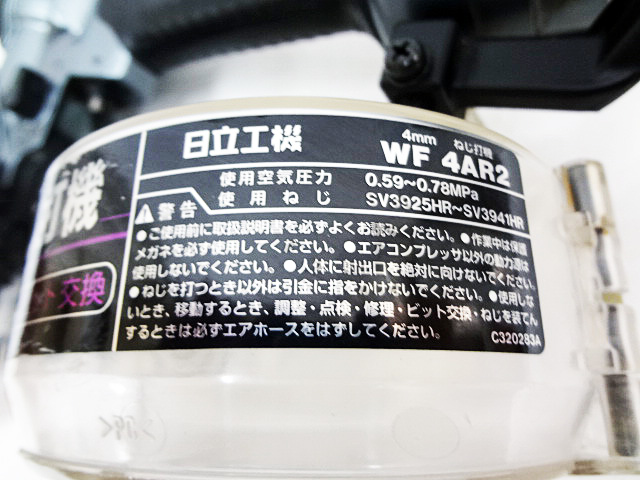 日立工機
4mm ねじ打機
WF 4AR2
使用空気圧力 0.59~0.78MPa
使用ねじ SV3925HR~SV3941HR
警告
●ご使用前に取扱説明書を必ずよくお読みください。●作業中は保護
メガネを必ず使用してください。●エアコンプレッサ以外の動力源は
使用しないでください。●人体に射出口を絶対に向けないでください。
●ねじを打つとき以外は引金に指をかけないでください。●使用しな
いとき、移動するとき、調整・点検・修理・ビット交換・ねじを装てん
するときは必ずエアホースをはずしてください。
C320283A
打機
ット交換